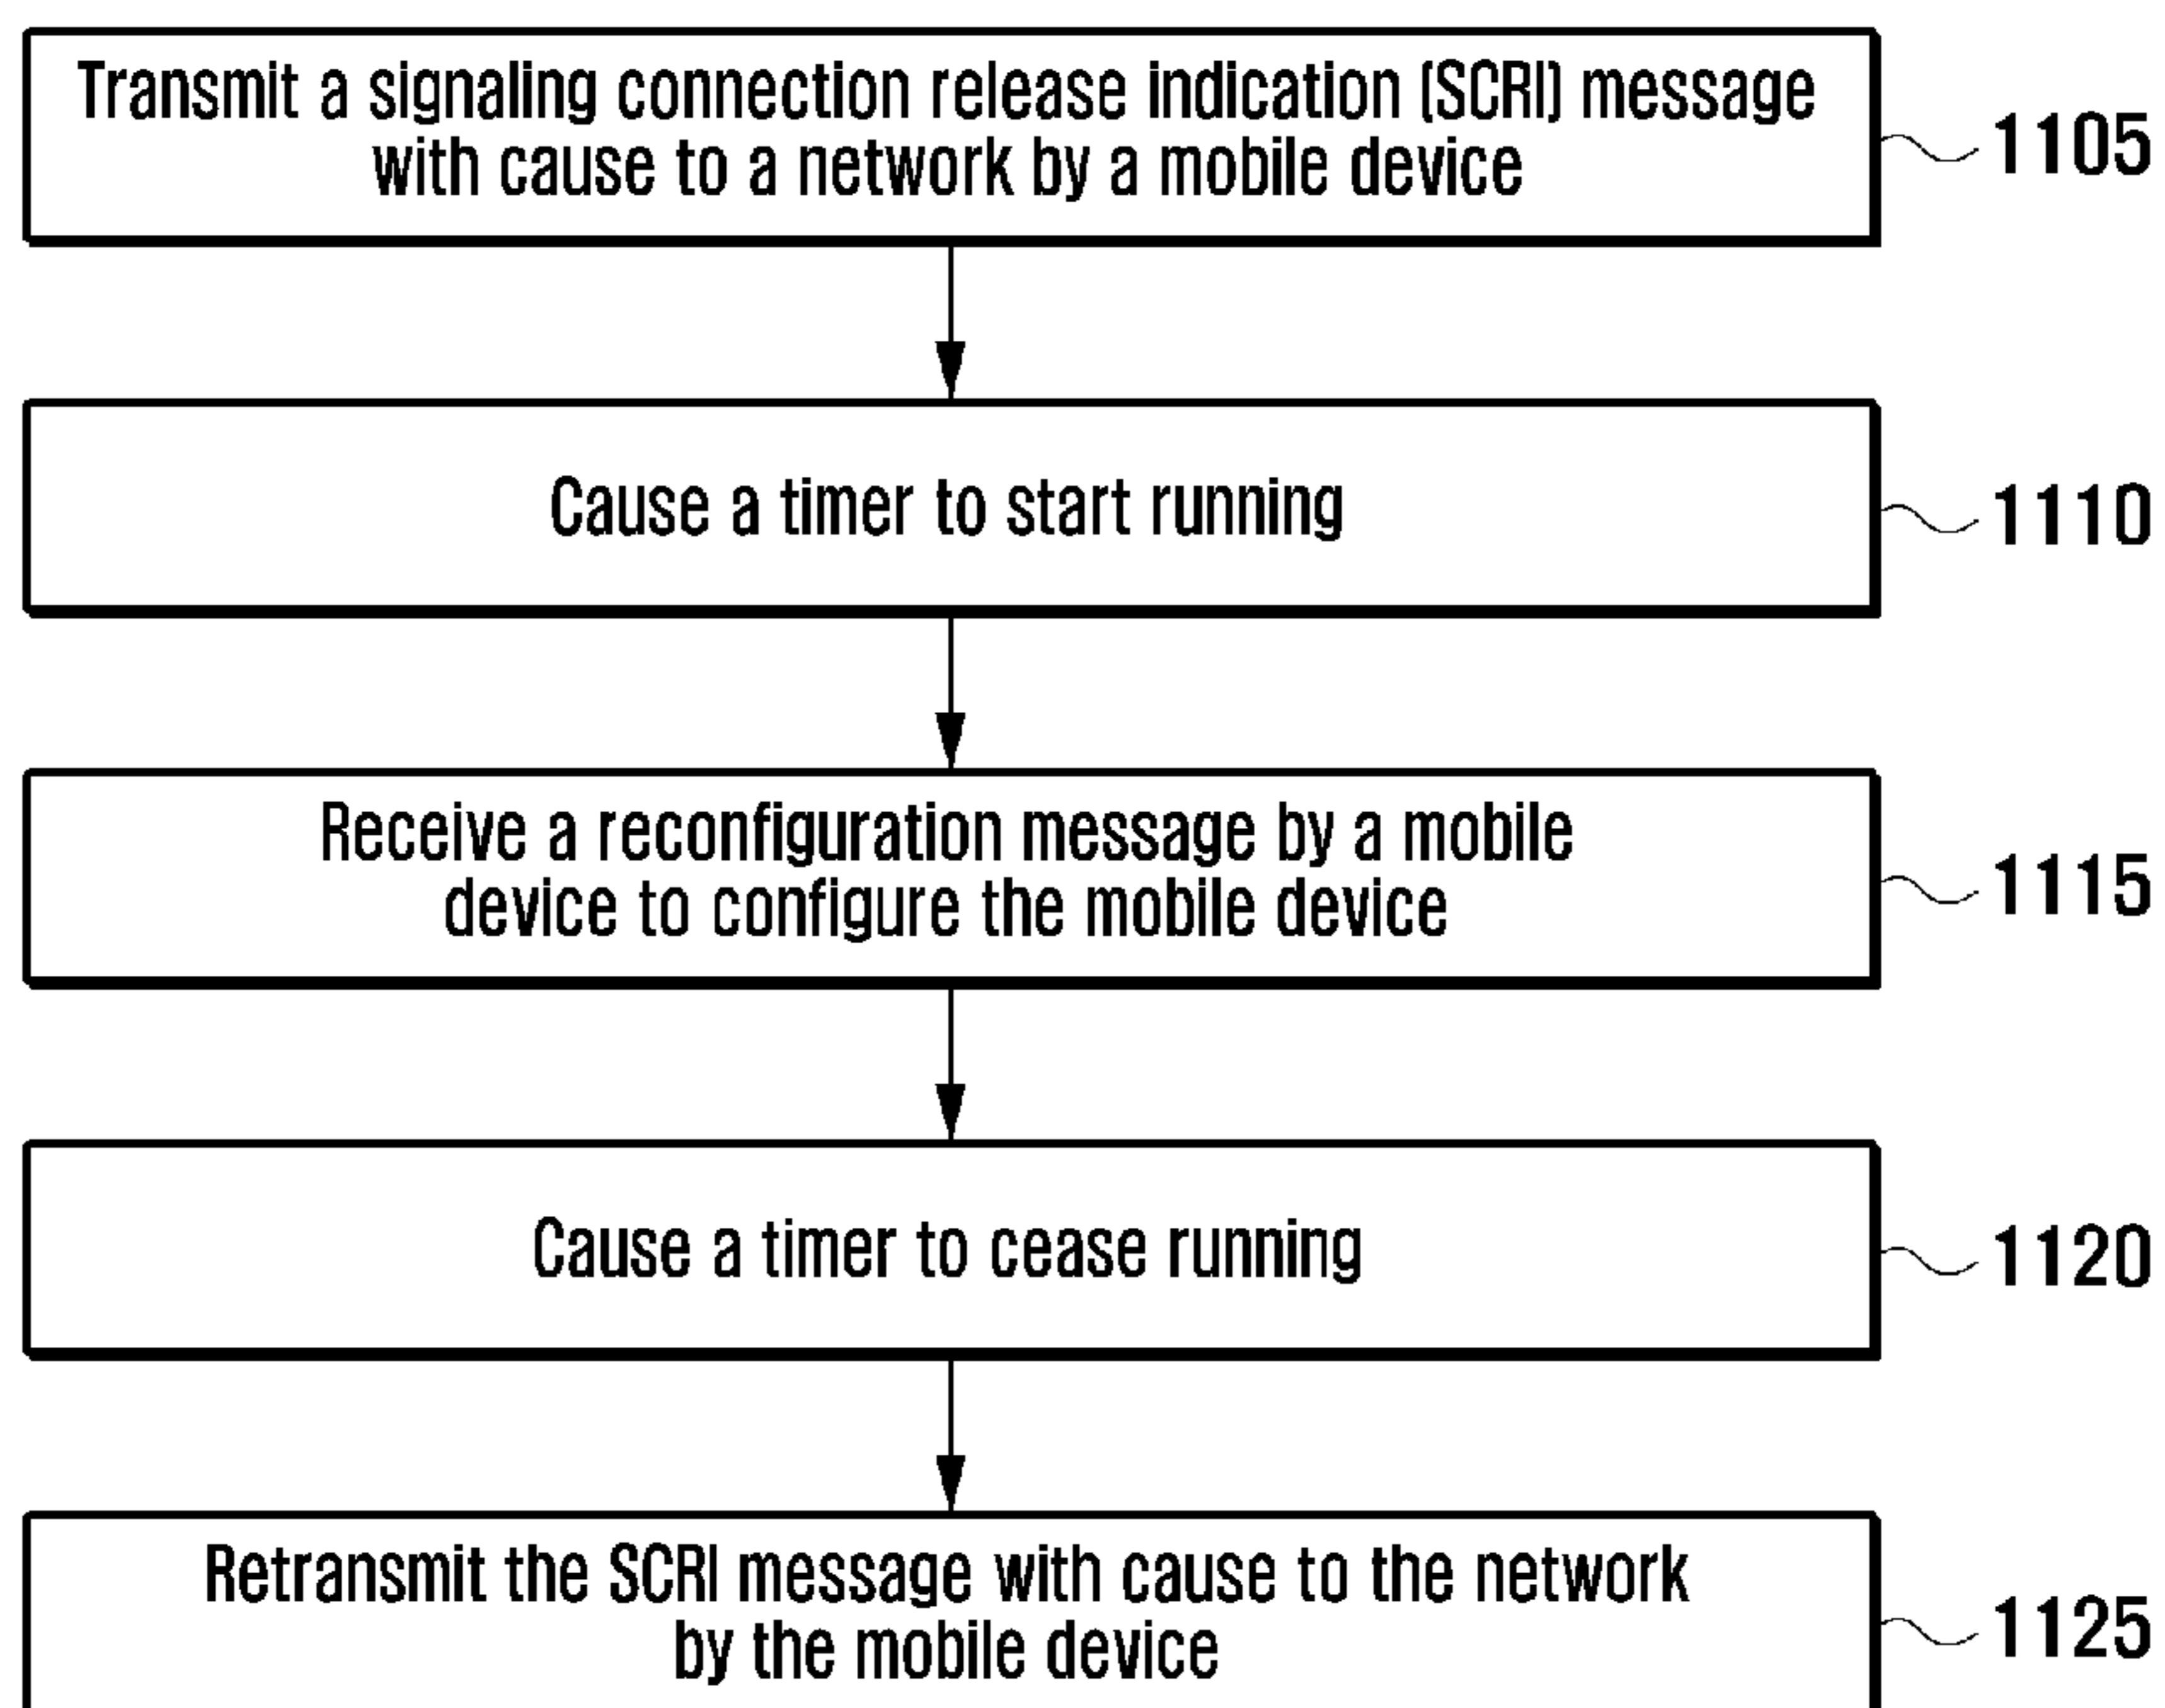 Transmit a signaling connection release indication (SCRI) message
with cause to a network by a mobile device
1105
Cause a timer to start running
1110
Receive a reconfiguration message by a mobile
device to configure the mobile device
1115
Cause a timer to cease running
1120
Retransmit the SCRI message with cause to the network
by the mobile device
1125